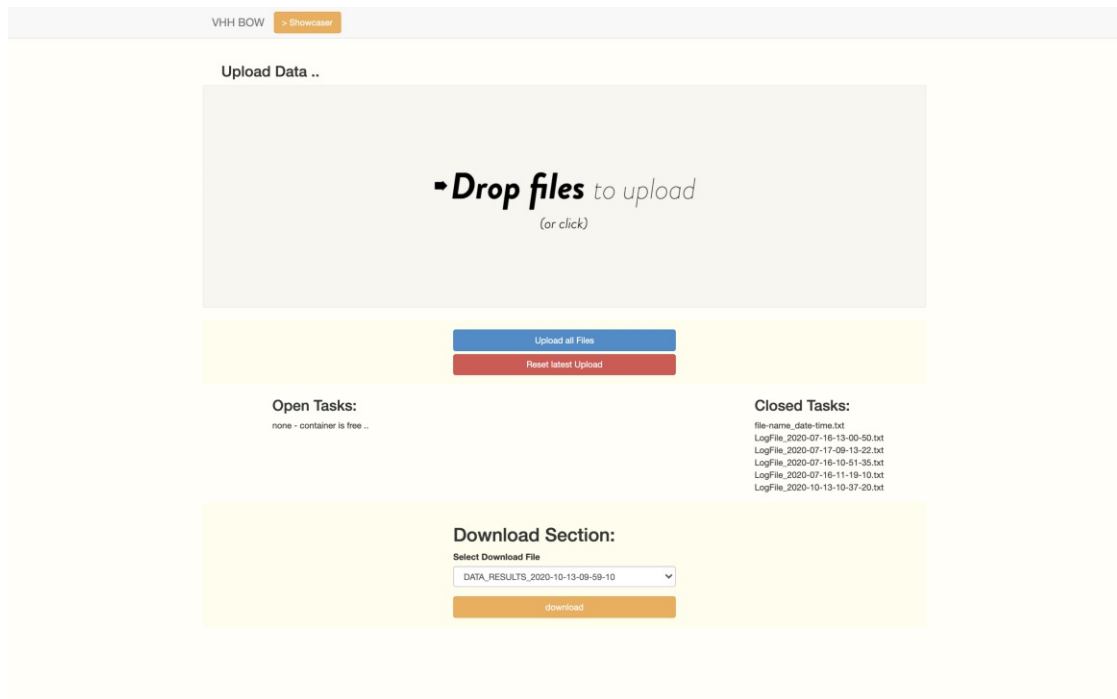 VHH BOW
> Showcaser
Upload Data ..
Drop files to upload
(or click)
Upload all Files
Reset latest Upload
Open Tasks:
none - container is free ..
Closed Tasks:
file-name_date-time.txt
LogFile_2020-07-16-13-00-50.txt
LogFile_2020-07-17-09-13-22.txt
LogFile_2020-07-16-10-51-35.txt
LogFile_2020-07-16-11-19-10.txt
LogFile_2020-10-13-10-37-20.txt
Download Section:
Select Download File
DATA_RESULTS_2020-10-13-09-59-10
download